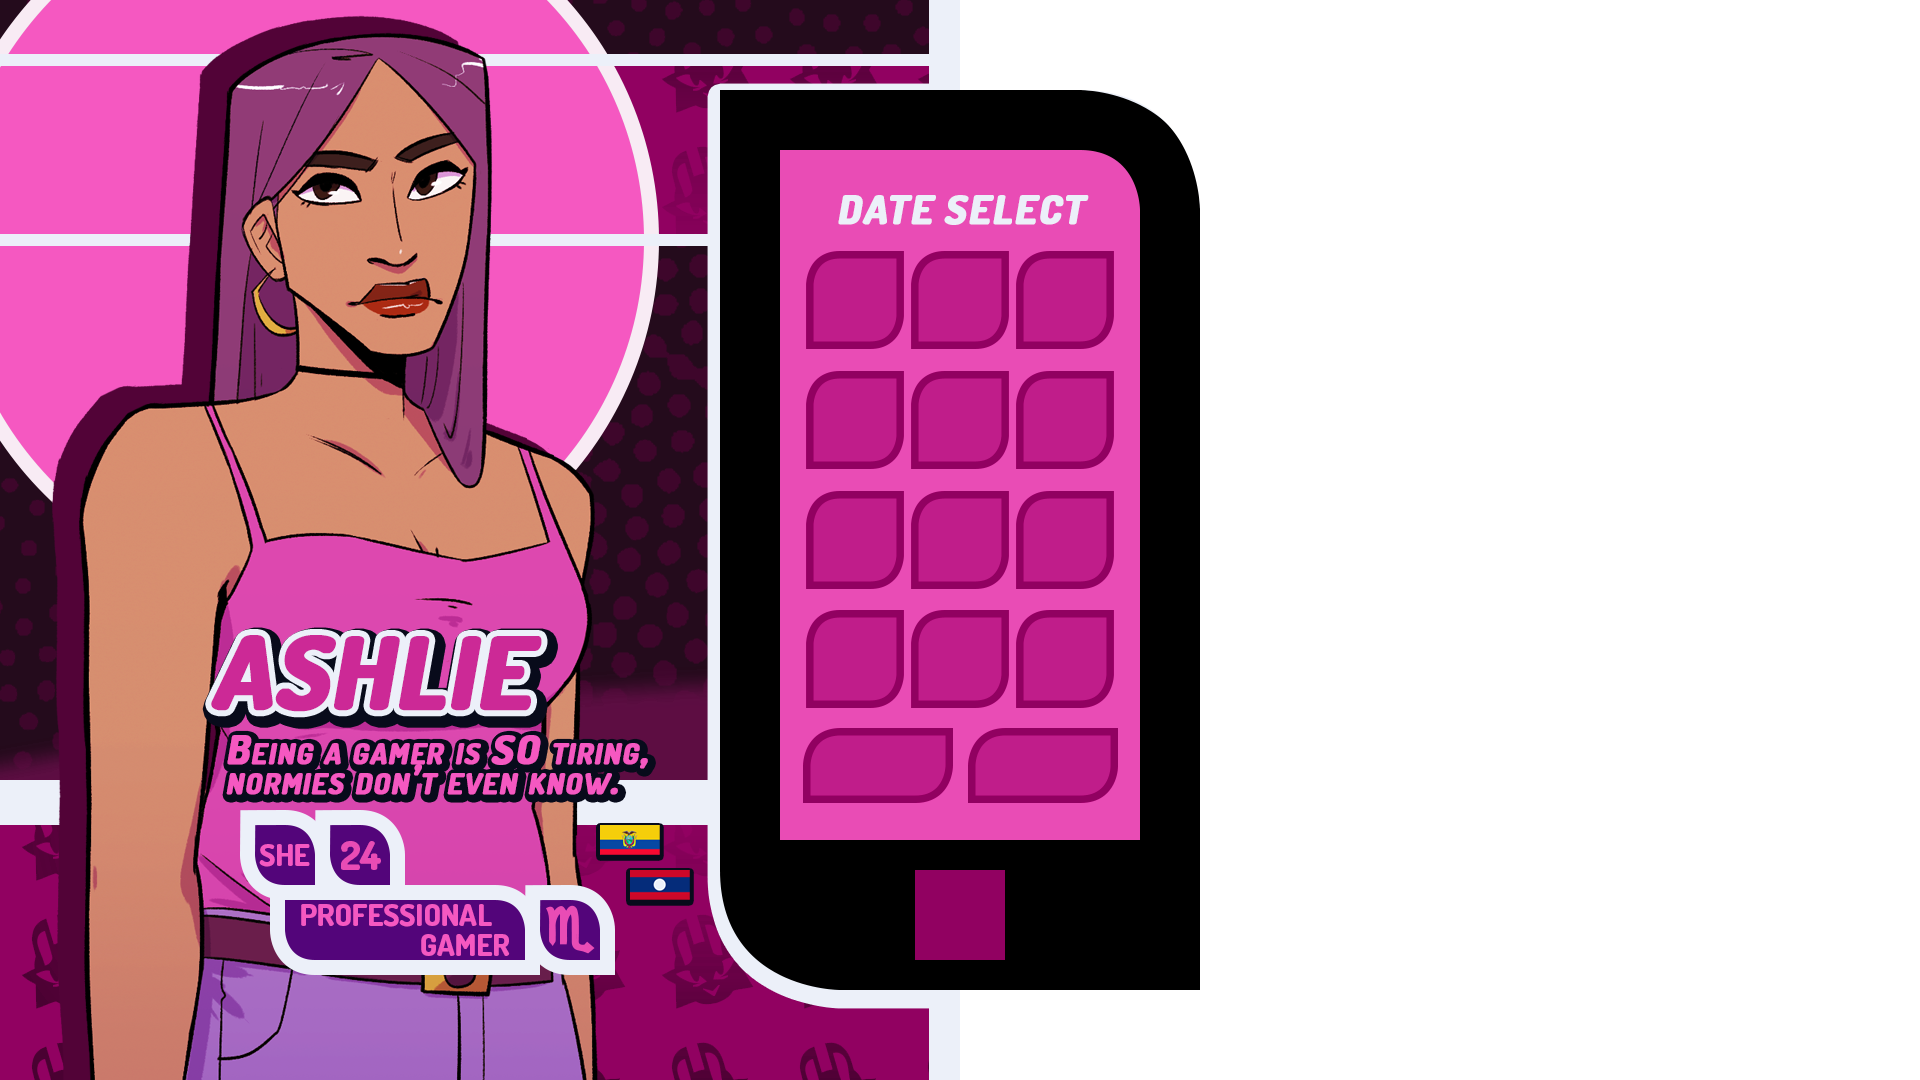 DATE SELECT
ASHLIE
BEING A GAMER IS SO TIRING,
NORMIES DON'T EVEN KNOW.
SHE
24
PROFESSIONAL
GAMER
♏